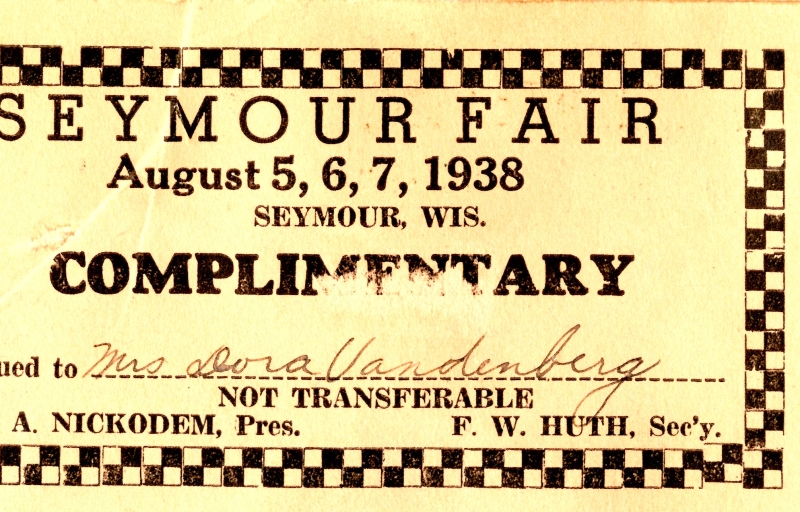 SEYMOUR FAIR
August 5, 6, 7, 1938
SEYMOUR, WIS.
COMPLIMENTARY
ued to Mrs Dora Vandenberg
NOT TRANSFERABLE
A. NICKODEM, Pres. F. W. HUTH, Sec'y.